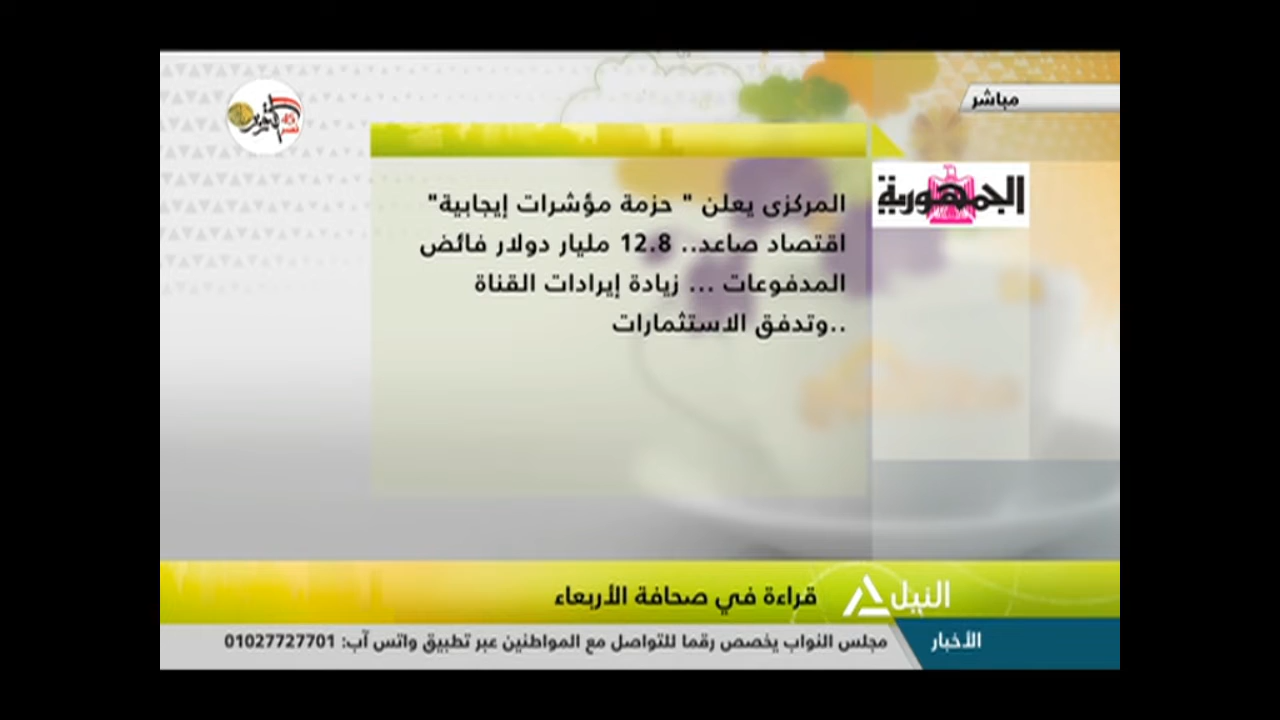 مباشر
الجمهورية
المركزى يعلن " حزمة مؤشرات إيجابية"
اقتصاد صاعد.. 12.8 مليار دولار فائض
المدفوعات ... زيادة إيرادات القناة
..وتدفق الاستثمارات
النيل
قراءة في صحافة الأربعاء
الأخبار
مجلس النواب يخصص رقما للتواصل مع المواطنين عبر تطبيق واتس آب: 01027727701